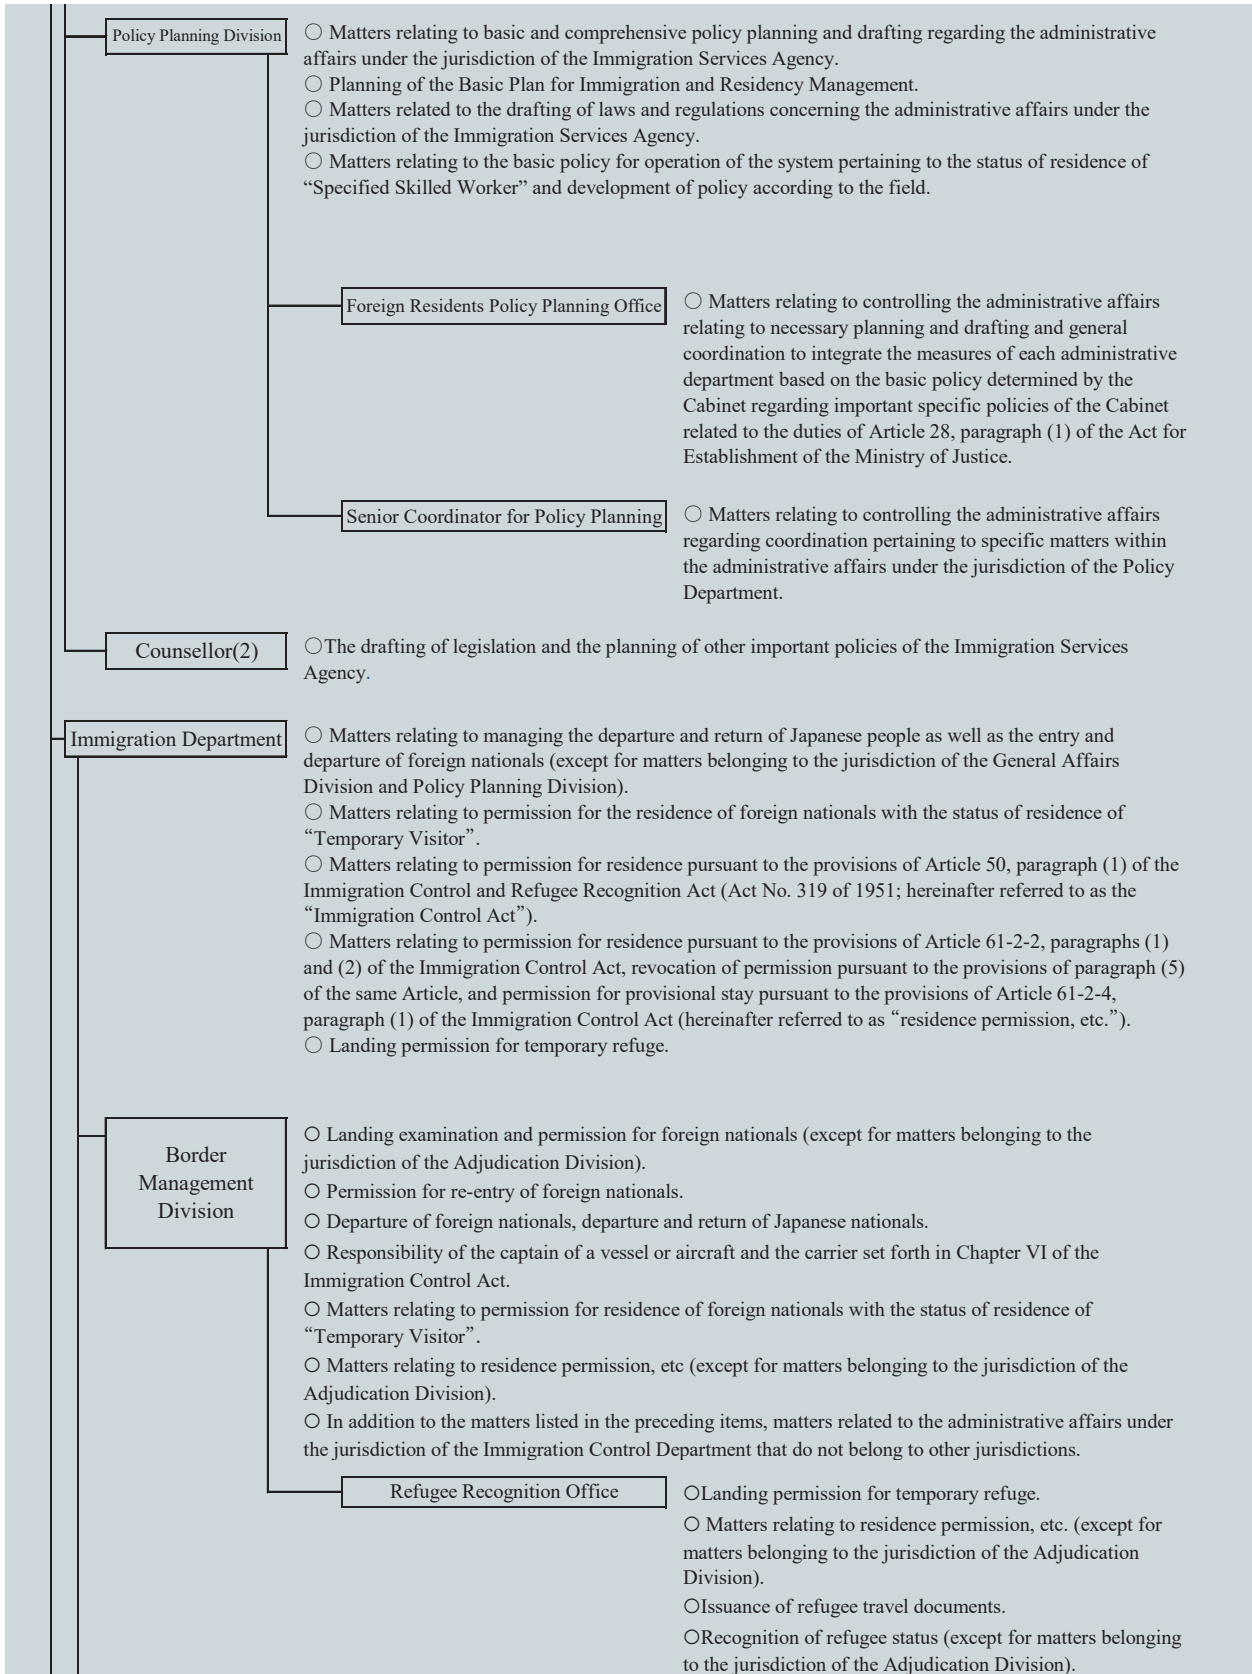 Policy Planning Division
○ Matters relating to basic and comprehensive policy planning and drafting regarding the administrative
affairs under the jurisdiction of the Immigration Services Agency.
○ Planning of the Basic Plan for Immigration and Residency Management.
○ Matters related to the drafting of laws and regulations concerning the administrative affairs under the
jurisdiction of the Immigration Services Agency.
○ Matters relating to the basic policy for operation of the system pertaining to the status of residence of
“Specified Skilled Worker” and development of policy according to the field.
Foreign Residents Policy Planning Office
○ Matters relating to controlling the administrative affairs
relating to necessary planning and drafting and general
coordination to integrate the measures of each administrative
department based on the basic policy determined by the
Cabinet regarding important specific policies of the Cabinet
related to the duties of Article 28, paragraph (1) of the Act for
Establishment of the Ministry of Justice.
Senior Coordinator for Policy Planning
○ Matters relating to controlling the administrative affairs
regarding coordination pertaining to specific matters within
the administrative affairs under the jurisdiction of the Policy
Department.
Counsellor(2)
○The drafting of legislation and the planning of other important policies of the Immigration Services
Agency.
Immigration Department
○ Matters relating to managing the departure and return of Japanese people as well as the entry and
departure of foreign nationals (except for matters belonging to the jurisdiction of the General Affairs
Division and Policy Planning Division).
○ Matters relating to permission for the residence of foreign nationals with the status of residence of
“Temporary Visitor”.
○ Matters relating to permission for residence pursuant to the provisions of Article 50, paragraph (1) of the
Immigration Control and Refugee Recognition Act (Act No. 319 of 1951; hereinafter referred to as the
“Immigration Control Act”).
○ Matters relating to permission for residence pursuant to the provisions of Article 61-2-2, paragraphs (1)
and (2) of the Immigration Control Act, revocation of permission pursuant to the provisions of paragraph (5)
of the same Article, and permission for provisional stay pursuant to the provisions of Article 61-2-4,
paragraph (1) of the Immigration Control Act (hereinafter referred to as “residence permission, etc.”).
○ Landing permission for temporary refuge.
Border
Management
Division
○ Landing examination and permission for foreign nationals (except for matters belonging to the
jurisdiction of the Adjudication Division).
○ Permission for re-entry of foreign nationals.
○ Departure of foreign nationals, departure and return of Japanese nationals.
○ Responsibility of the captain of a vessel or aircraft and the carrier set forth in Chapter VI of the
Immigration Control Act.
○ Matters relating to permission for residence of foreign nationals with the status of residence of
“Temporary Visitor”.
○ Matters relating to residence permission, etc (except for matters belonging to the jurisdiction of the
Adjudication Division).
○ In addition to the matters listed in the preceding items, matters related to the administrative affairs under
the jurisdiction of the Immigration Control Department that do not belong to other jurisdictions.
Refugee Recognition Office
○Landing permission for temporary refuge.
○ Matters relating to residence permission, etc. (except for
matters belonging to the jurisdiction of the Adjudication
Division).
○Issuance of refugee travel documents.
○Recognition of refugee status (except for matters belonging
to the jurisdiction of the Adjudication Division).